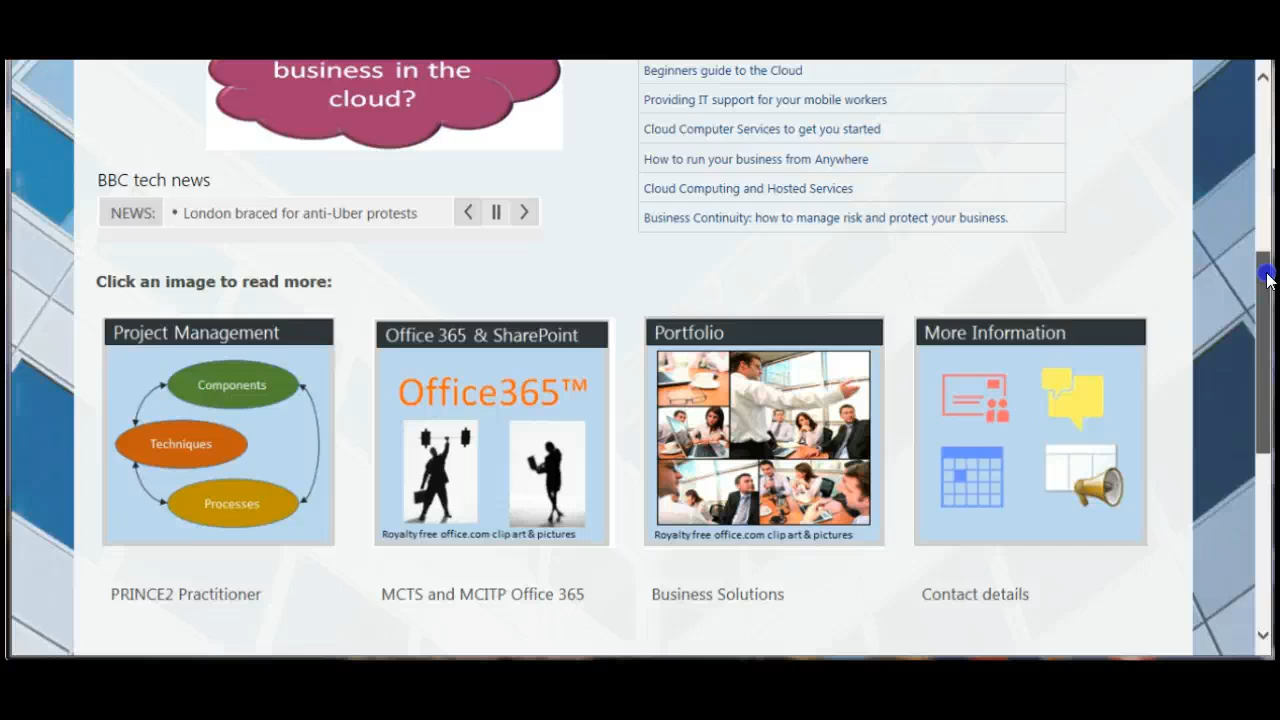 business in the
cloud?
Beginners guide to the Cloud
Providing IT support for your mobile workers
Cloud Computer Services to get you started
How to run your business from Anywhere
Cloud Computing and Hosted Services
Business Continuity: how to manage risk and protect your business.
BBC tech news
NEWS: • London braced for anti-Uber protests
Click an image to read more:
Project Management
Components
Techniques
Processes
Office 365 & SharePoint
Office365™
Royalty free office.com clip art & pictures
Portfolio
Royalty free office.com clip art & pictures
More Information
PRINCE2 Practitioner
MCTS and MCITP Office 365
Business Solutions
Contact details